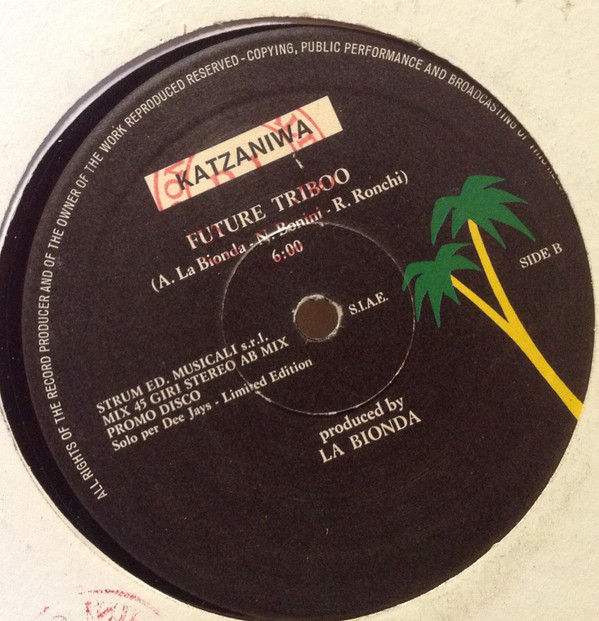 ALL RIGHTS OF THE RECORD PRODUCER AND OF THE OWNER OF THE WORK REPRODUCED RESERVED - COPYING, PUBLIC PERFORMANCE AND BROADCASTING OF THIS
KATZANIWA
FUTURE TRIBOO
(A. La Bionda - N. Bonini - R. Ronchi)
6:00
S.I.A.E.
SIDE B
STRUM ED. MUSICALI s.r.l.
MIX 45 GIRI STEREO AB MIX
PROMO DISCO
Solo per Dee Jays - Limited Edition
produced by
LA BIONDA